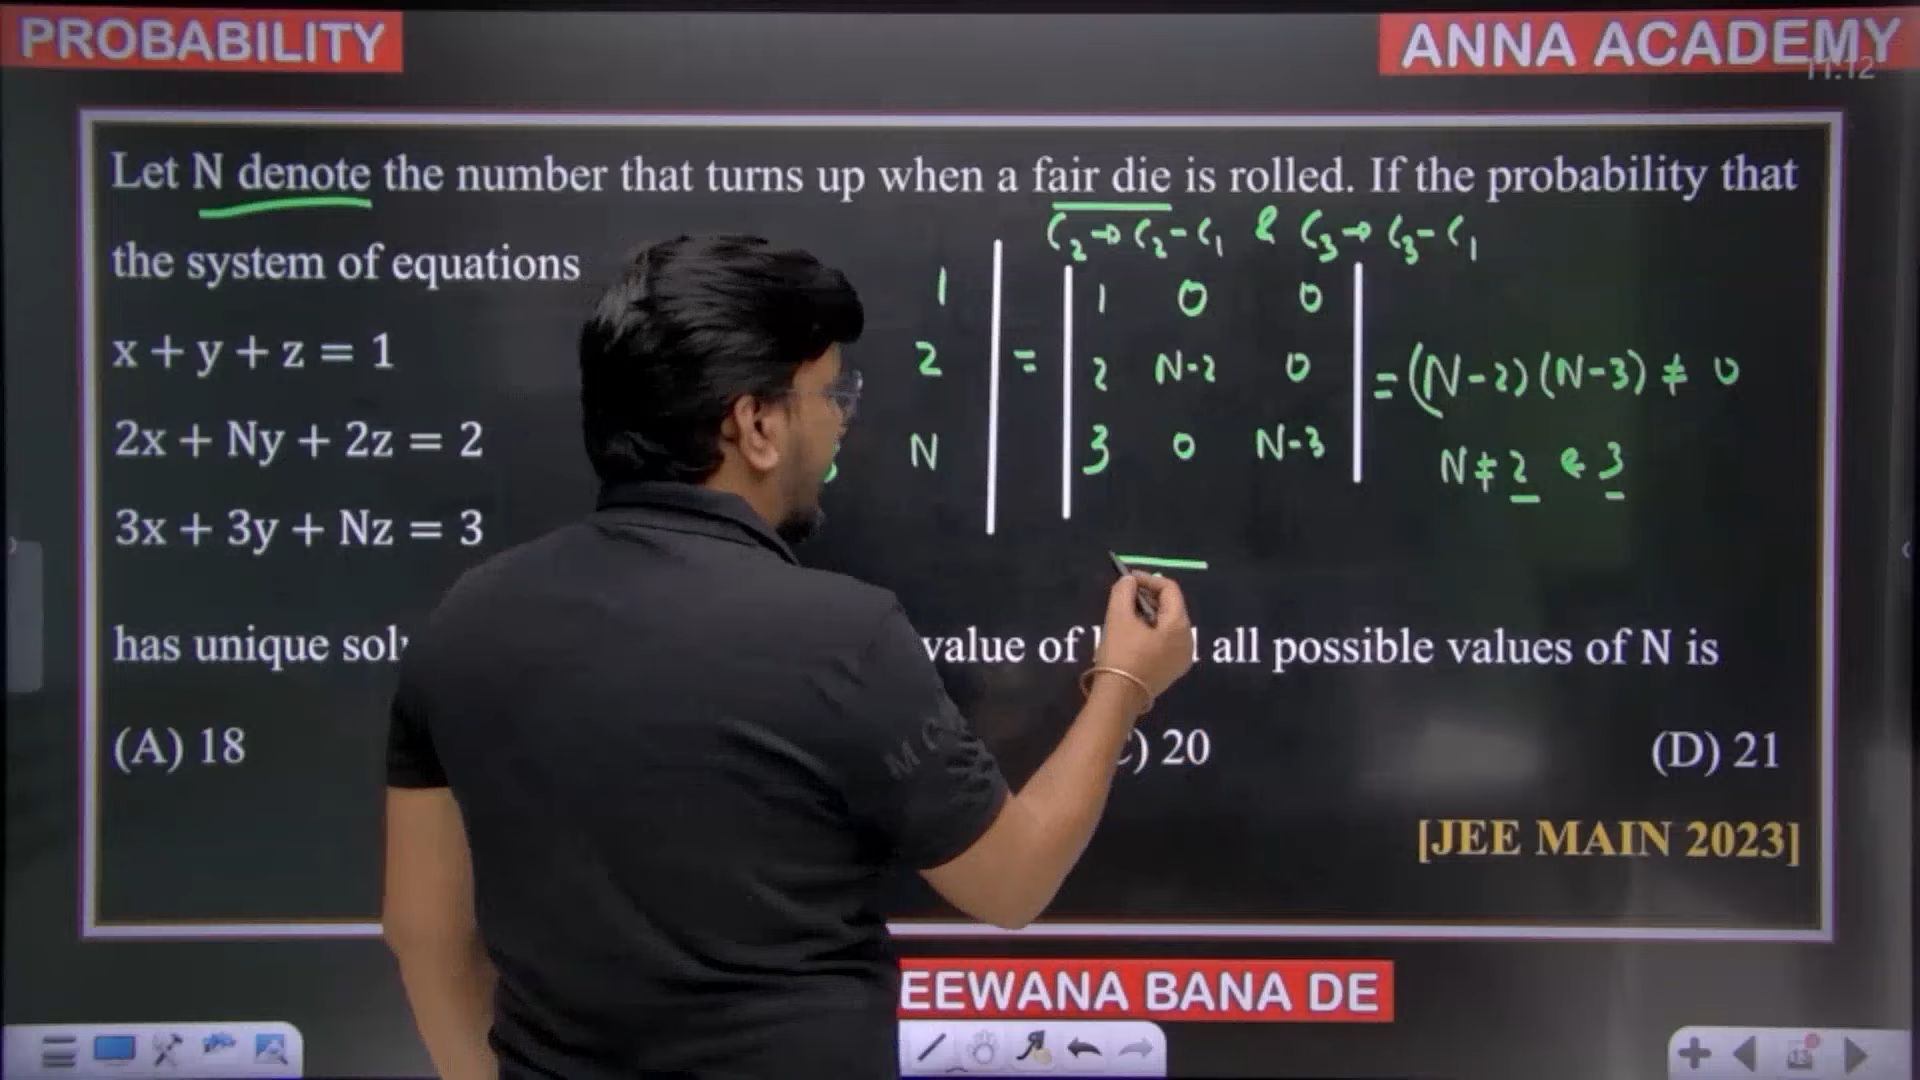 PROBABILITY
ANNA ACADEMY
11:12
Let N denote the number that turns up when a fair die is rolled. If the probability that
C₂→C₂-C₁ & C₃→C₃-C₁
the system of equations
x + y + z = 1
2x + Ny + 2z = 2
3x + 3y + Nz = 3
1
2
N
=
1 0 0
2 N-2 0
3 0 N-3
= (N-2) (N-3) ≠ 0
N ≠ 2 & 3
has unique value of all possible values of N is
(A) 18
20
(D) 21
[JEE MAIN 2023]
BANA DE